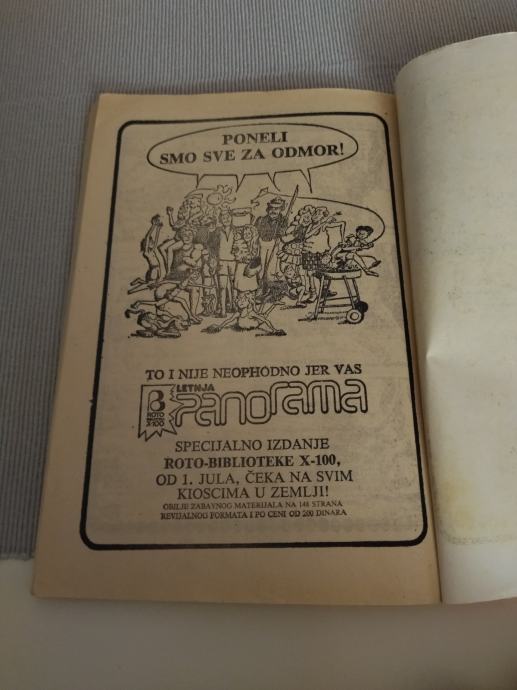 PONELI
SMO SVE ZA ODMOR!
TO I NIJE NEOPHODNO JER VAS
LETNJA
panorama
B
ROTO
X-100
SPECIJALNO IZDANJE
ROTO-BIBLIOTEKE X-100,
OD 1. JULA, ČEKA NA SVIM
KIOSCIMA U ZEMLJI!
OBILJE ZABAVNOG MATERIJALA NA 148 STRANA
REVIJALNOG FORMATA I PO CENI OD 200 DINARA